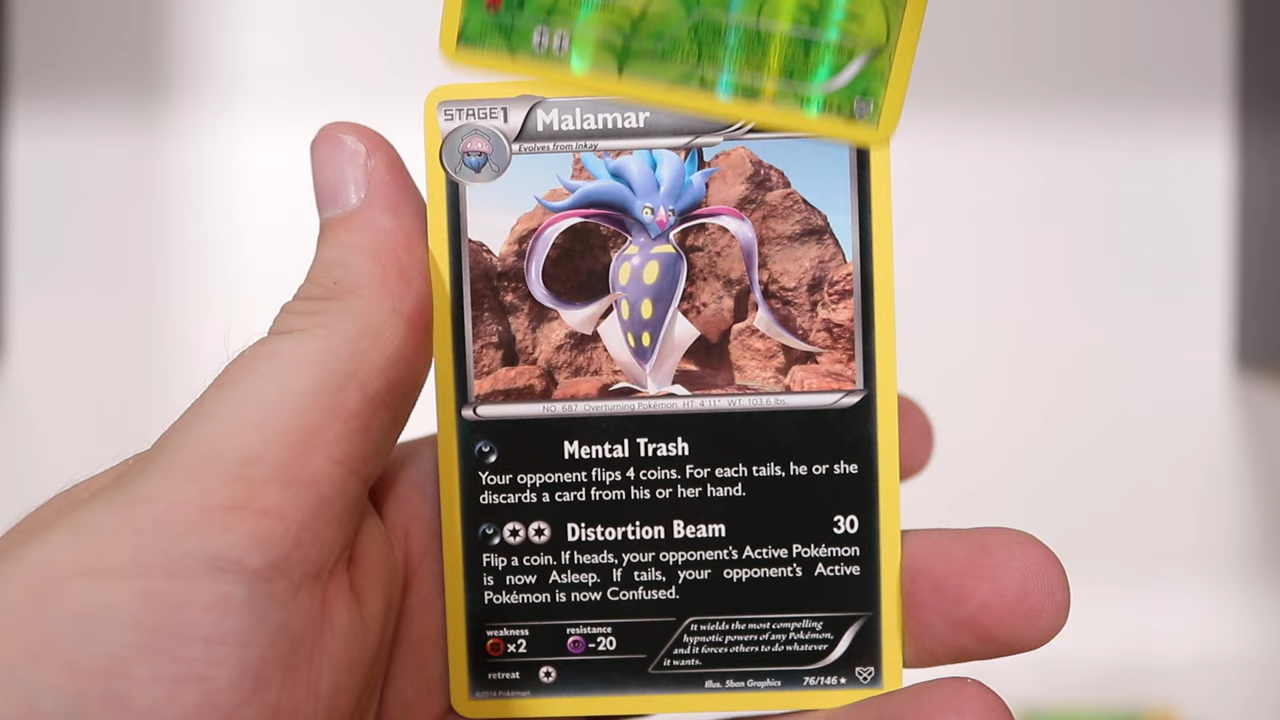 STAGE1
Malamar
Evolves from Inkay
NO. 687 Overturning Pokémon HT: 4'11" WT: 103.6 lbs.
Mental Trash
Your opponent flips 4 coins. For each tails, he or she
discards a card from his or her hand.
Distortion Beam 30
Flip a coin. If heads, your opponent's Active Pokémon
is now Asleep. If tails, your opponent's Active
Pokémon is now Confused.
weakness
×2
resistance
-20
It wields the most compelling
hypnotic powers of any Pokémon,
and it forces others to do whatever
it wants.
retreat
Illus. 5ban Graphics
76/146
©2014 Pokémon